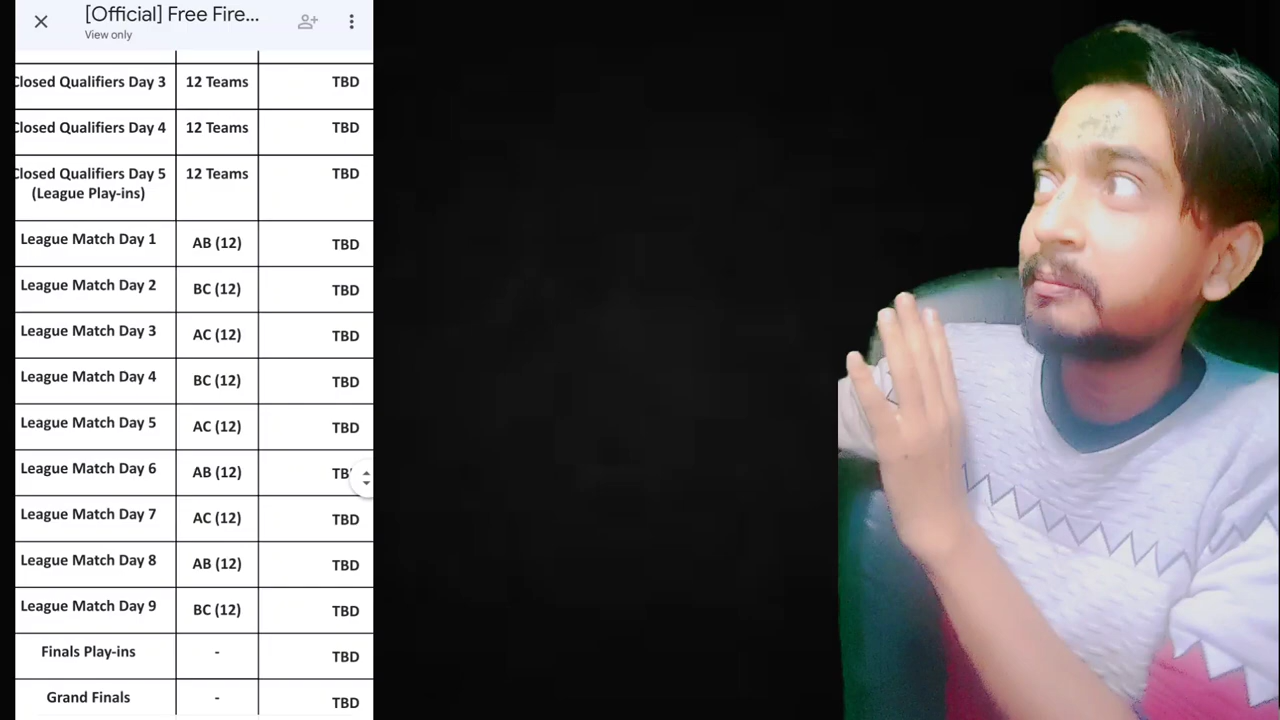 [Official] Free Fire...
View only
Closed Qualifiers Day 3 12 Teams TBD
Closed Qualifiers Day 4 12 Teams TBD
Closed Qualifiers Day 5 12 Teams TBD
(League Play-ins)
League Match Day 1 AB (12) TBD
League Match Day 2 BC (12) TBD
League Match Day 3 AC (12) TBD
League Match Day 4 BC (12) TBD
League Match Day 5 AC (12) TBD
League Match Day 6 AB (12) TB
League Match Day 7 AC (12) TBD
League Match Day 8 AB (12) TBD
League Match Day 9 BC (12) TBD
Finals Play-ins - TBD
Grand Finals - TBD